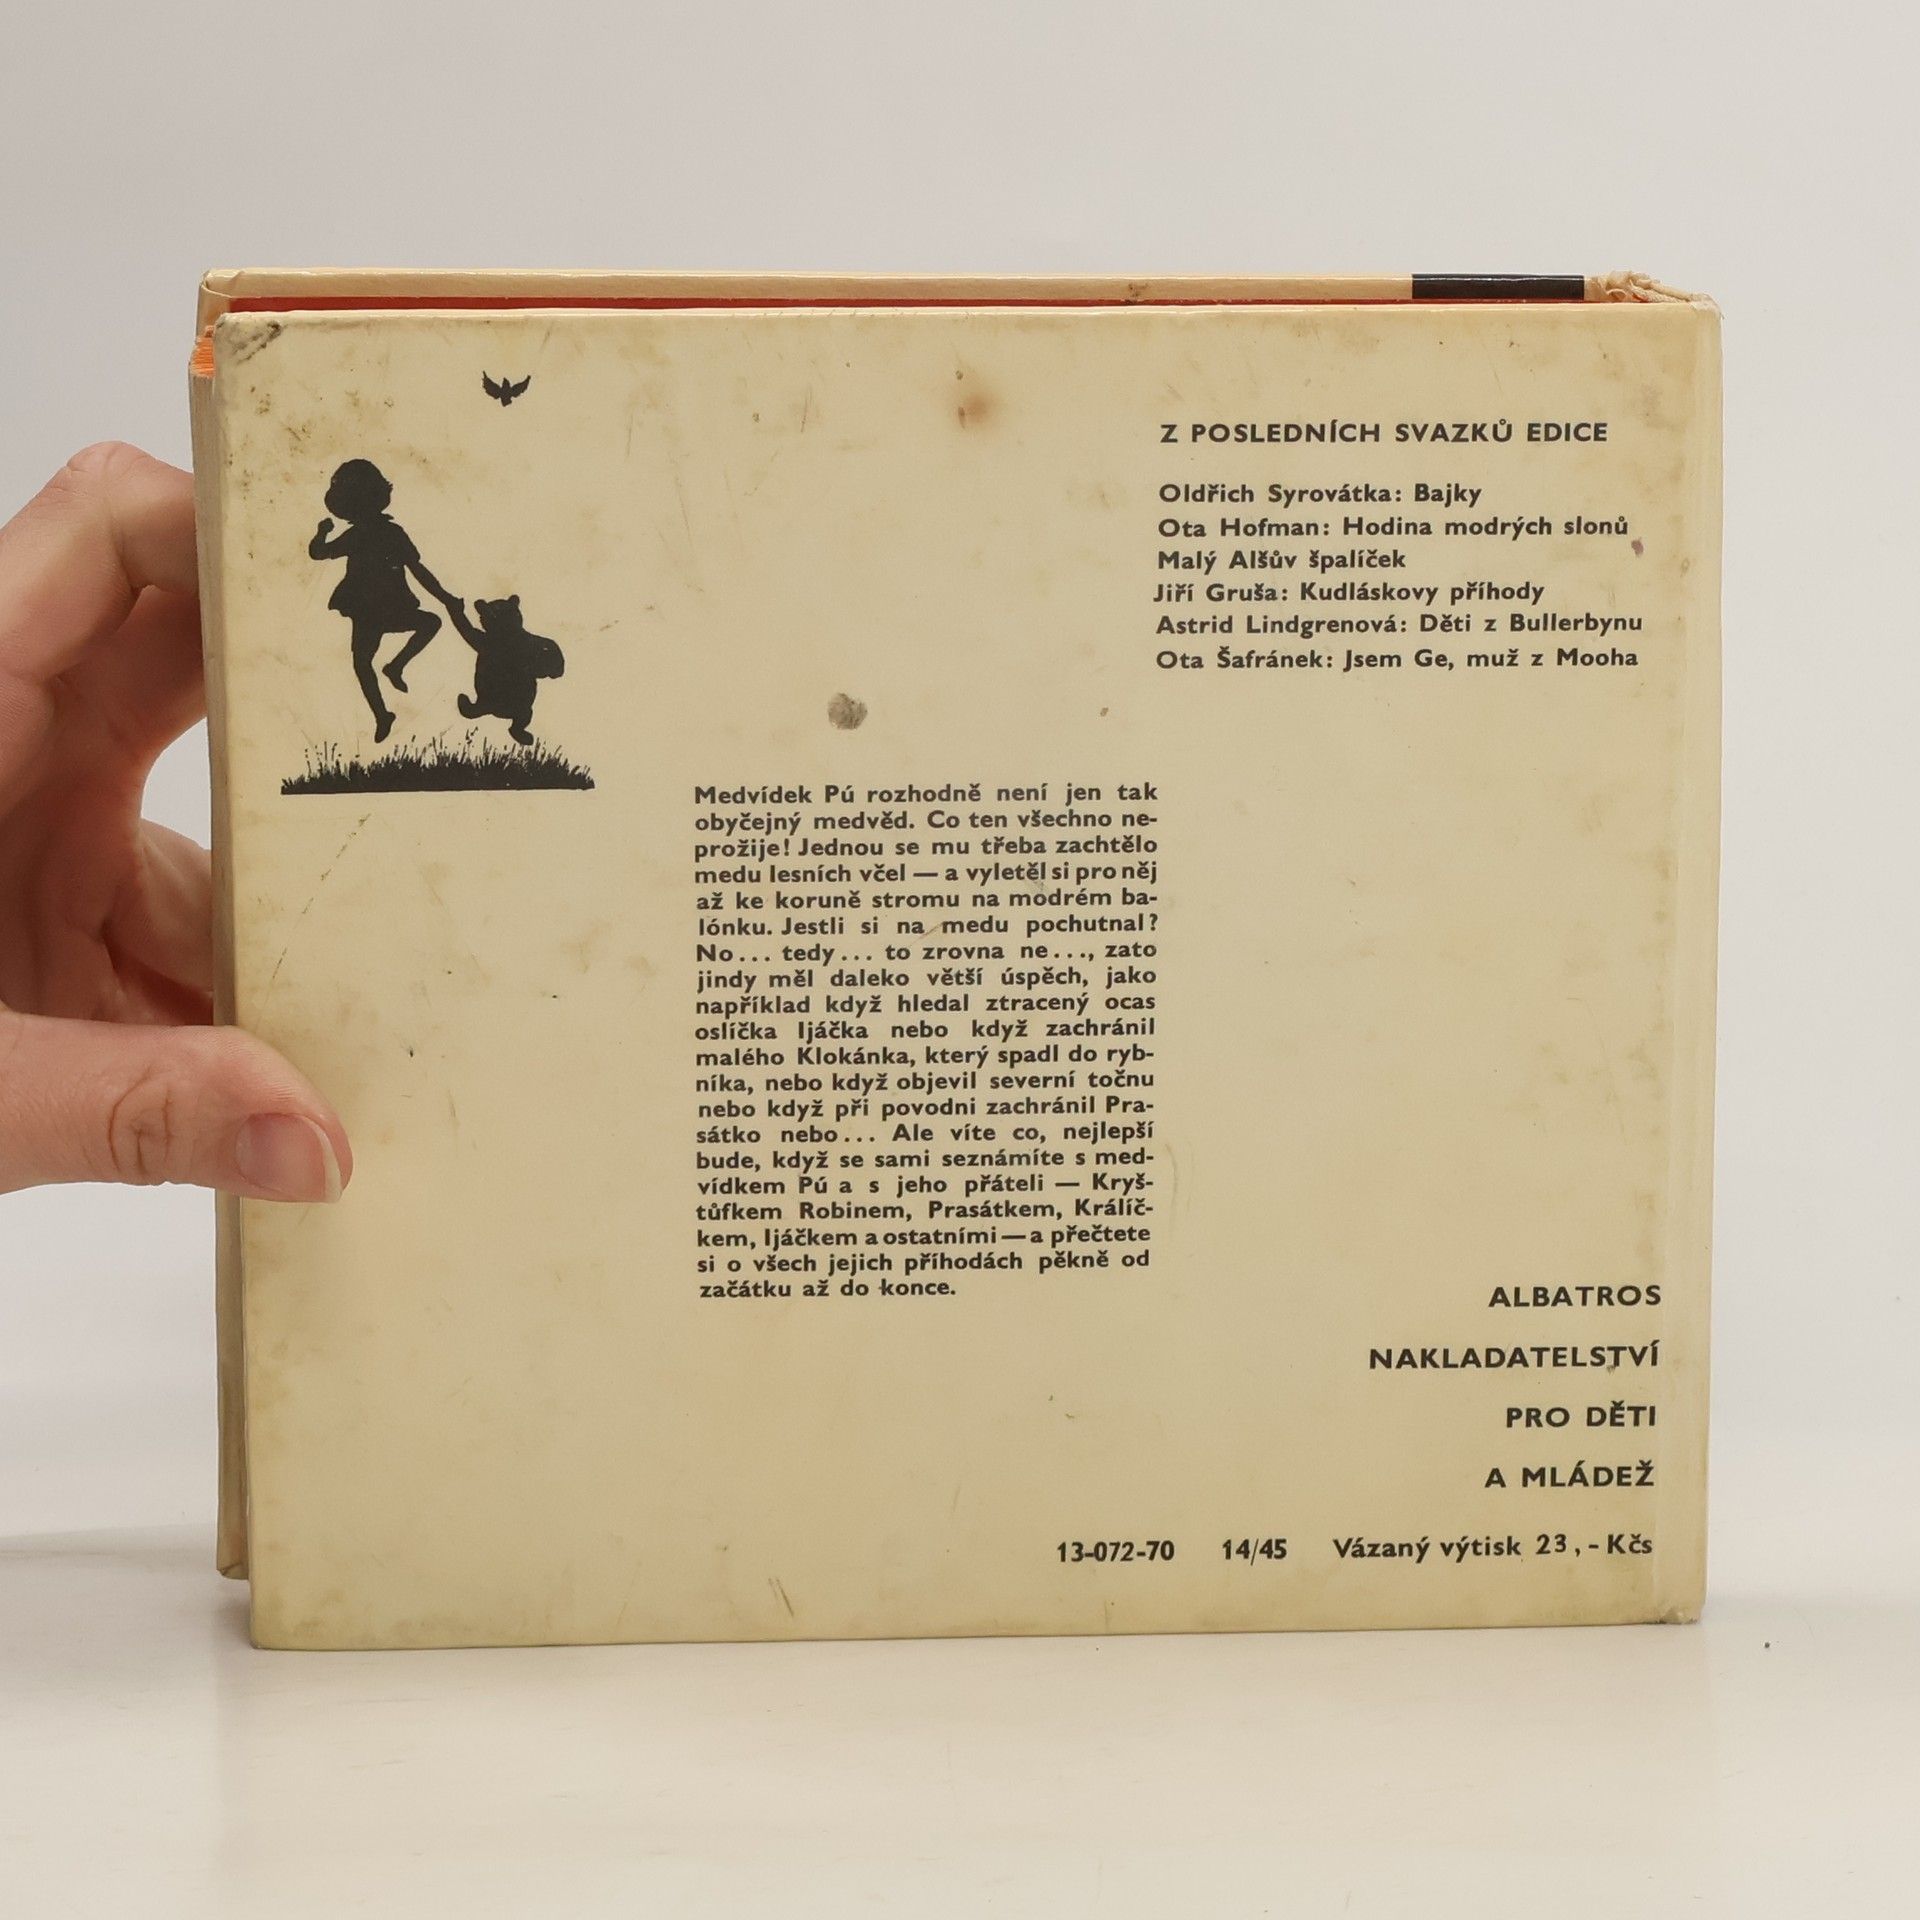 Z POSLEDNÍCH SVAZKŮ EDICE
Oldřich Syrovátka: Bajky
Ota Hofman: Hodina modrých slonů
Malý Alšův špalíček
Jiří Gruša: Kudláskovy příhody
Astrid Lindgrenová: Děti z Bullerbynu
Ota Šafránek: Jsem Ge, muž z Mooha
Medvídek Pú rozhodně není jen tak
obyčejný medvěd. Co ten všechno ne-
prožije! Jednou se mu třeba zachtělo
medu lesních včel — a vyletěl si pro něj
až ke koruně stromu na modrém ba-
lónku. Jestli si na medu pochutnal?
No... tedy... to zrovna ne..., zato
jindy měl daleko větší úspěch, jako
například když hledal ztracený ocas
oslíčka Ijáčka nebo když zachránil
malého Klokánka, který spadl do ryb-
níka, nebo když objevil severní točnu
nebo když při povodni zachránil Pra-
sátko nebo... Ale víte co, nejlepší
bude, když se sami seznámíte s med-
vídkem Pú a s jeho přáteli — Kryš-
tůfkem Robinem, Prasátkem, Králíč-
kem, Ijáčkem a ostatními — a přečtete
si o všech jejich příhodách pěkně od
začátku až do konce.
ALBATROS
NAKLADATELSTVÍ
PRO DĚTI
A MLÁDEŽ
13-072-70 14/45 Vázaný výtisk 23,- Kčs